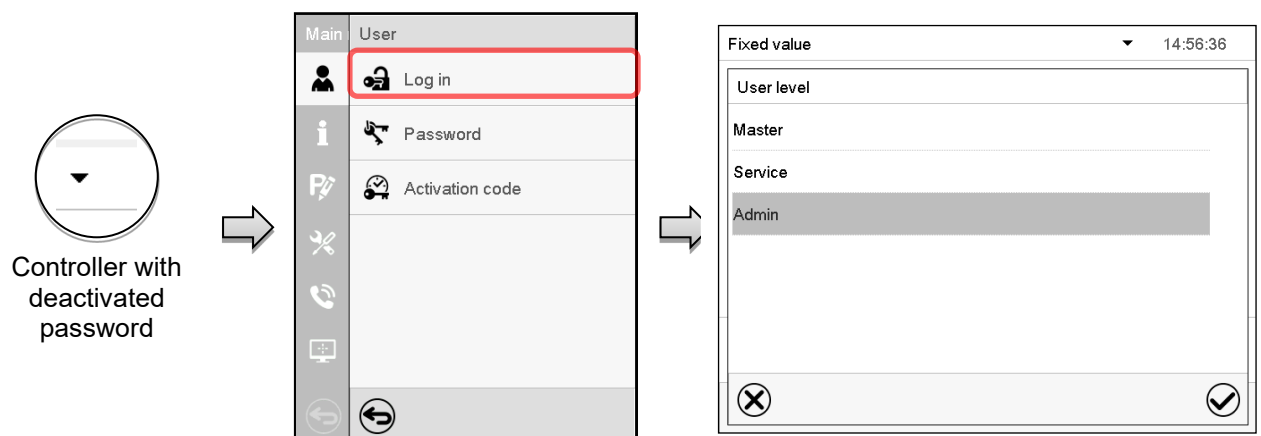 Controller with
deactivated
password
Main
User
Log in
Password
Activation code
Fixed value
14:56:36
User level
Master
Service
Admin